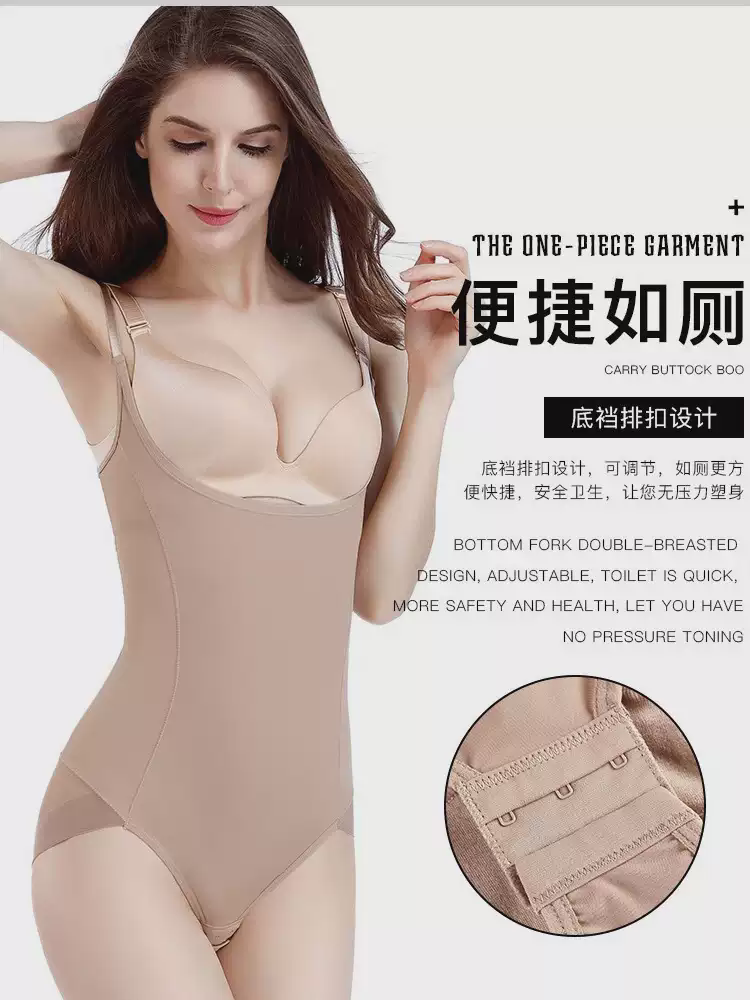 +
THE ONE-PIECE GARMENT
便捷如厕
CARRY BUTTOCK BOO
底裆排扣设计
底裆排扣设计，可调节，如厕更方
便快捷，安全卫生，让您无压力塑身
BOTTOM FORK DOUBLE-BREASTED
DESIGN, ADJUSTABLE, TOILET IS QUICK,
MORE SAFETY AND HEALTH, LET YOU HAVE
NO PRESSURE TONING